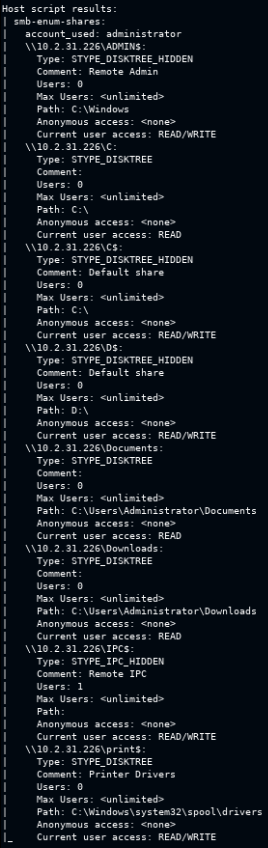 Host script results:
| smb-enum-shares:
|   account_used: administrator
|   \\10.2.31.226\ADMIN$:
|     Type: STYPE_DISKTREE_HIDDEN
|     Comment: Remote Admin
|     Users: 0
|     Max Users: <unlimited>
|     Path: C:\Windows
|     Anonymous access: <none>
|     Current user access: READ/WRITE
|   \\10.2.31.226\C:
|     Type: STYPE_DISKTREE
|     Comment:
|     Users: 0
|     Max Users: <unlimited>
|     Path: C:\
|     Anonymous access: <none>
|     Current user access: READ
|   \\10.2.31.226\C$:
|     Type: STYPE_DISKTREE_HIDDEN
|     Comment: Default share
|     Users: 0
|     Max Users: <unlimited>
|     Path: C:\
|     Anonymous access: <none>
|     Current user access: READ/WRITE
|   \\10.2.31.226\D$:
|     Type: STYPE_DISKTREE_HIDDEN
|     Comment: Default share
|     Users: 0
|     Max Users: <unlimited>
|     Path: D:\
|     Anonymous access: <none>
|     Current user access: READ/WRITE
|   \\10.2.31.226\Documents:
|     Type: STYPE_DISKTREE
|     Comment:
|     Users: 0
|     Max Users: <unlimited>
|     Path: C:\Users\Administrator\Documents
|     Anonymous access: <none>
|     Current user access: READ
|   \\10.2.31.226\Downloads:
|     Type: STYPE_DISKTREE
|     Comment:
|     Users: 0
|     Max Users: <unlimited>
|     Path: C:\Users\Administrator\Downloads
|     Anonymous access: <none>
|     Current user access: READ
|   \\10.2.31.226\IPC$:
|     Type: STYPE_IPC_HIDDEN
|     Comment: Remote IPC
|     Users: 1
|     Max Users: <unlimited>
|     Path:
|     Anonymous access: <none>
|     Current user access: READ/WRITE
|   \\10.2.31.226\print$:
|     Type: STYPE_DISKTREE
|     Comment: Printer Drivers
|     Users: 0
|     Max Users: <unlimited>
|     Path: C:\Windows\system32\spool\drivers
|     Anonymous access: <none>
|_    Current user access: READ/WRITE